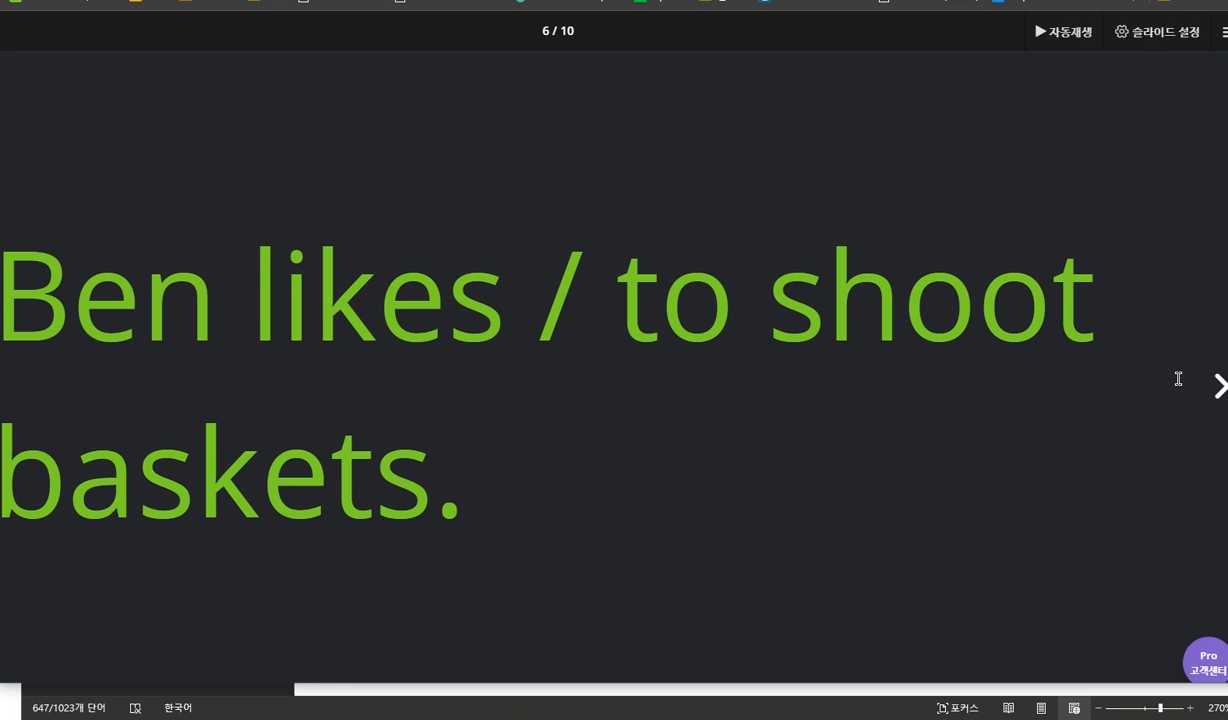 6 / 10
▶ 자동재생
슬라이드 설정
Ben likes / to shoot
baskets.
Pro
고객센터
647/1023개 단어
한국어
포커스
270%